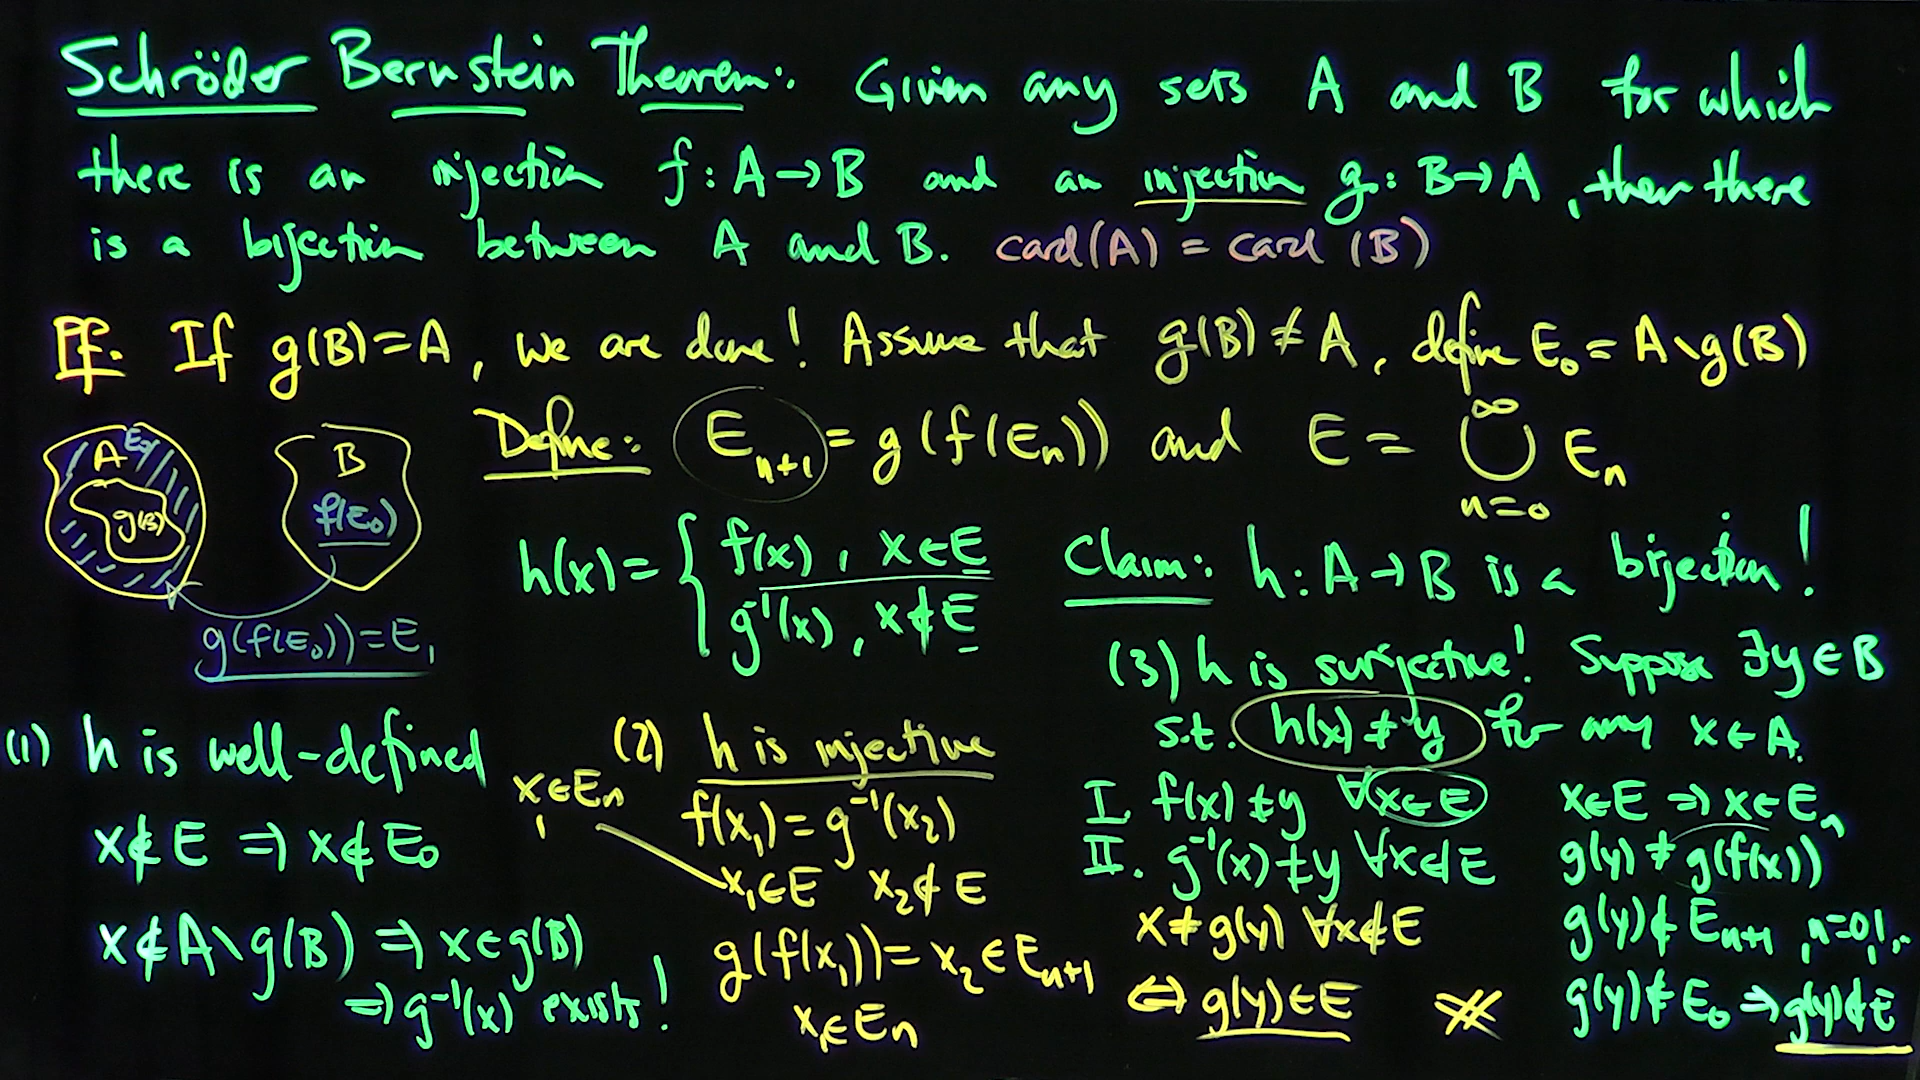 Schröder Bernstein Theorem: Given any sets A and B for which
there is an injection f: A→B and an injection g: B→A, then there
is a bijection between A and B. card(A) = card(B)
Pf. If g(B)=A, we are done! Assume that g(B)≠A, define E₀ = A∖g(B)
A E₀ g(B)
B f(E₀)
g(f(E₀))=E₁
Define: Eₙ₊₁ = g(f(Eₙ)) and E = ∞ ⋃ n=0 Eₙ
h(x) = { f(x), x∈E
g⁻¹(x), x∉E
Claim: h: A→B is a bijection!
(1) h is well-defined
x∉E ⇒ x∉E₀
x∉A∖g(B) ⇒ x∈g(B)
⇒ g⁻¹(x) exists!
(2) h is injective
x₁∈Eₙ
f(x₁) = g⁻¹(x₂)
x₁∈E x₂∉E
g(f(x₁)) = x₂∈Eₙ₊₁
x₁∈Eₙ
(3) h is surjective! Suppose ∃y∈B
s.t. h(x)≠y for any x∈A.
I. f(x)≠y ∀x∈E
II. g⁻¹(x)≠y ∀x∉E
x≠g(y) ∀x∉E
⇔ g(y)∈E
x∈E ⇒ x∈Eₙ
g(y)≠g(f(x))
g(y)∉Eₙ₊₁, n=0,1,..
g(y)∉E₀ ⇒ g(y)∉E